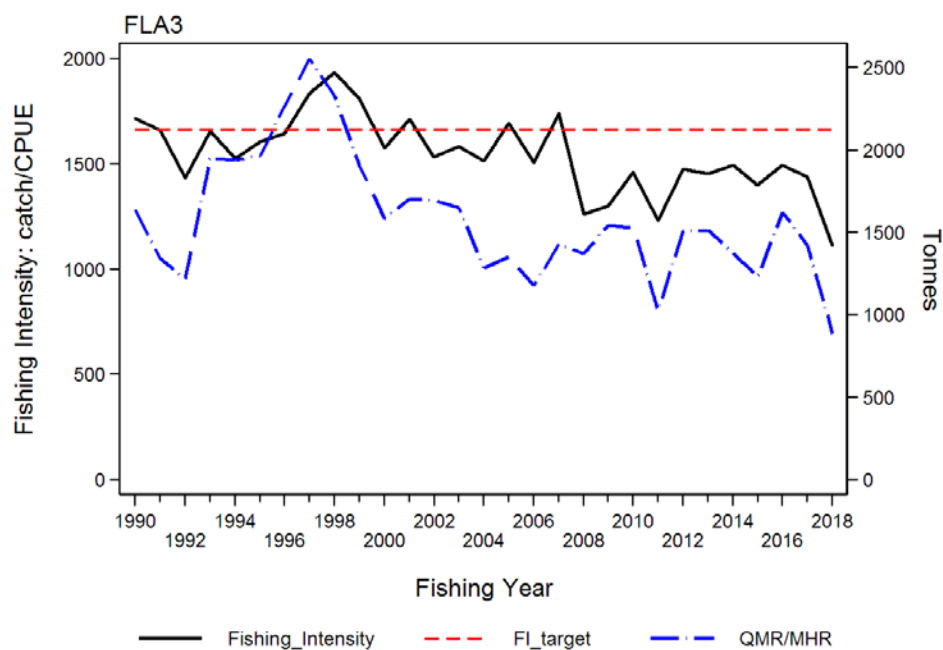 FLA3
Fishing Intensity: catch/CPUE
2000
1500
1000
500
0
2500
2000
1500
1000
500
0
Tonnes
1990 1994 1998 2002 2006 2010 2014 2018
1992 1996 2000 2004 2008 2012 2016
Fishing Year
Fishing_Intensity FI_target QMR/MHR